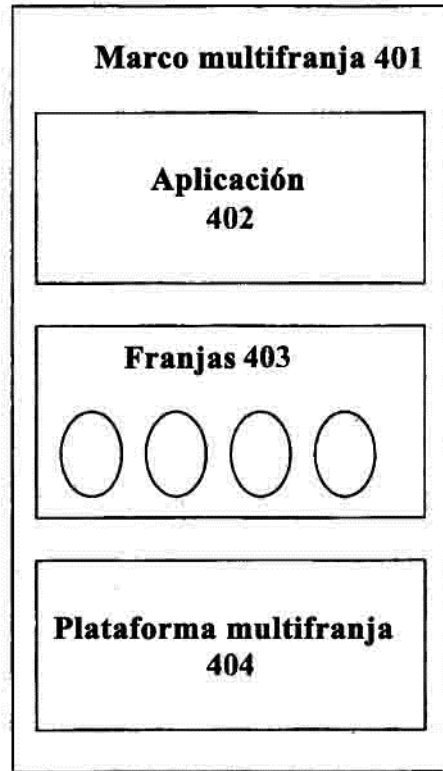 Marco multifranja 401
Aplicación
402
Franjas 403
Plataforma multifranja
404